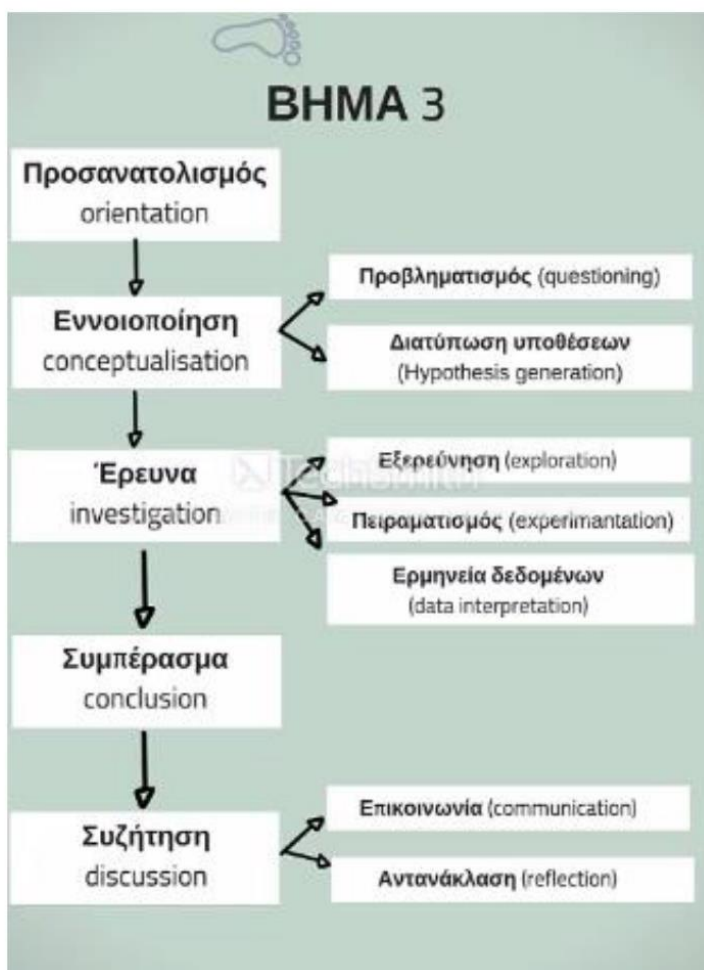 ΒΗΜΑ 3
Προσανατολισμός
orientation
Εννοιοποίηση
conceptualisation
Προβληματισμός (questioning)
Διατύπωση υποθέσεων
(Hypothesis generation)
Έρευνα
investigation
Εξερεύνηση (exploration)
Πειραματισμός (experimantation)
Ερμηνεία δεδομένων
(data interpretation)
Συμπέρασμα
conclusion
Συζήτηση
discussion
Επικοινωνία (communication)
Αντανάκλαση (reflection)